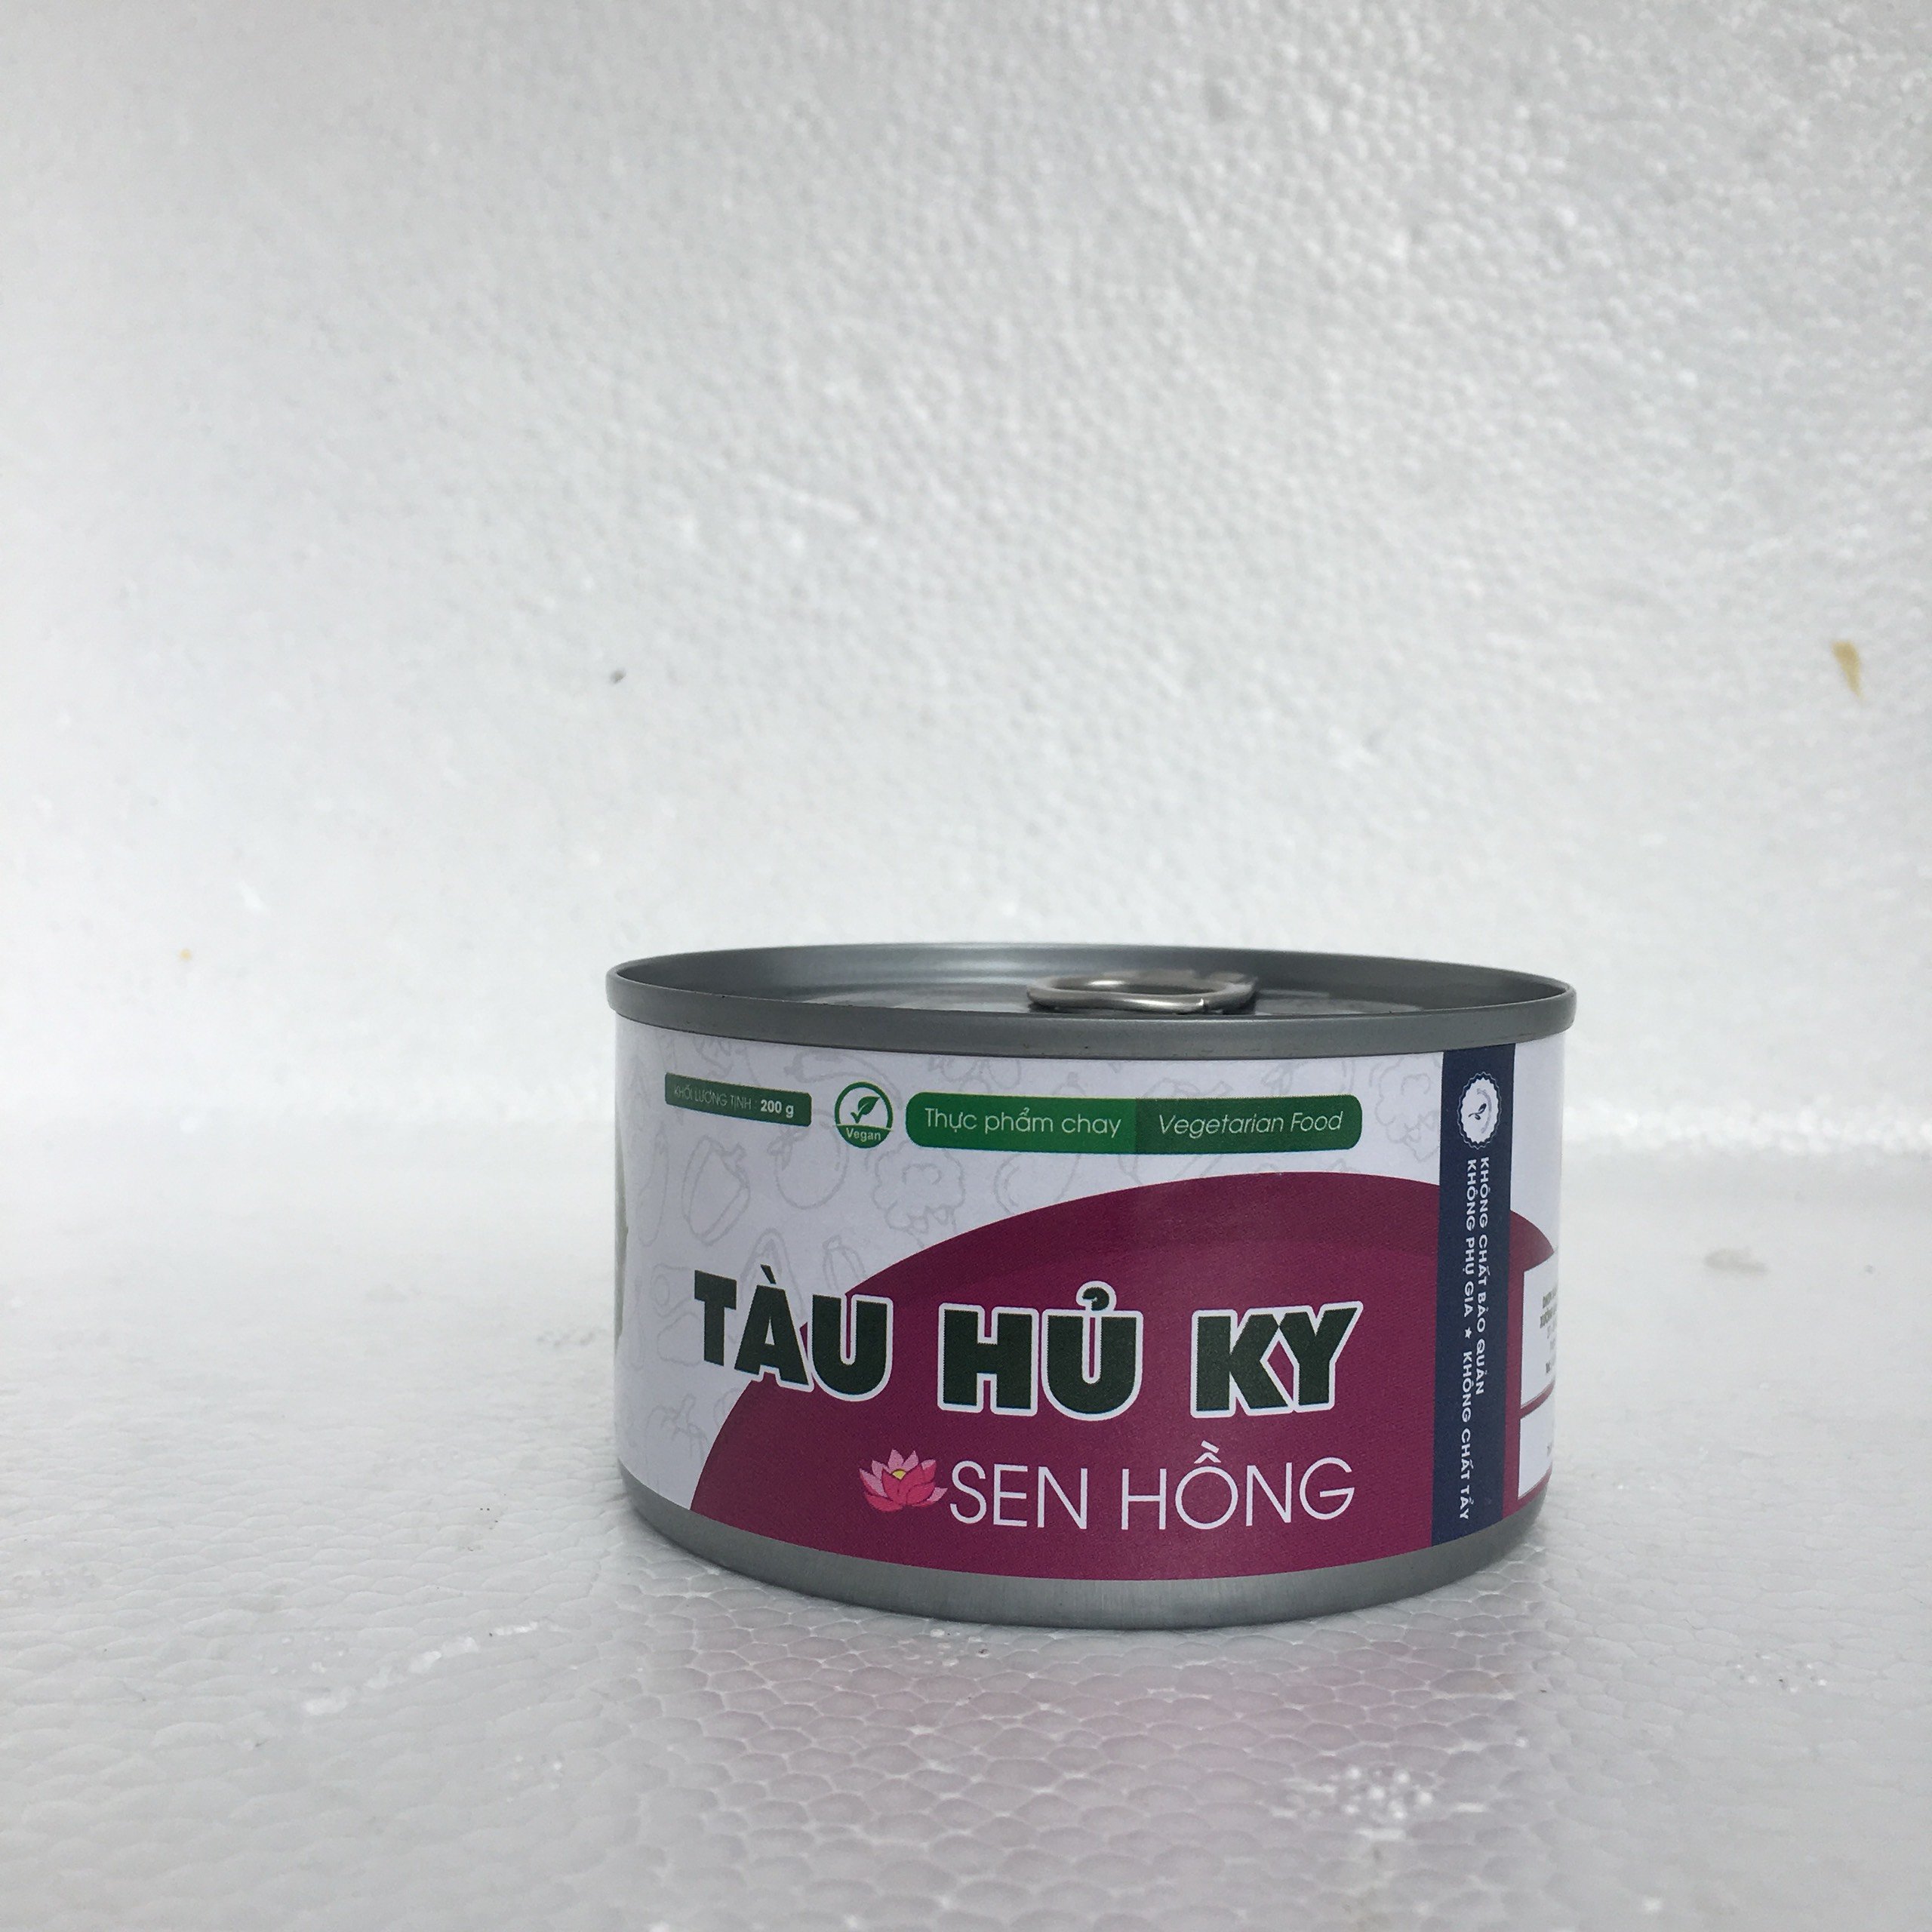 KHỐI LƯỢNG TỊNH : 200 g
Vegan
Thực phẩm chay Vegetarian Food
TÀU HỦ KY
SEN HỒNG
KHÔNG CHẤT BẢO QUẢN
KHÔNG PHỤ GIA ★ KHÔNG CHẤT TẨY